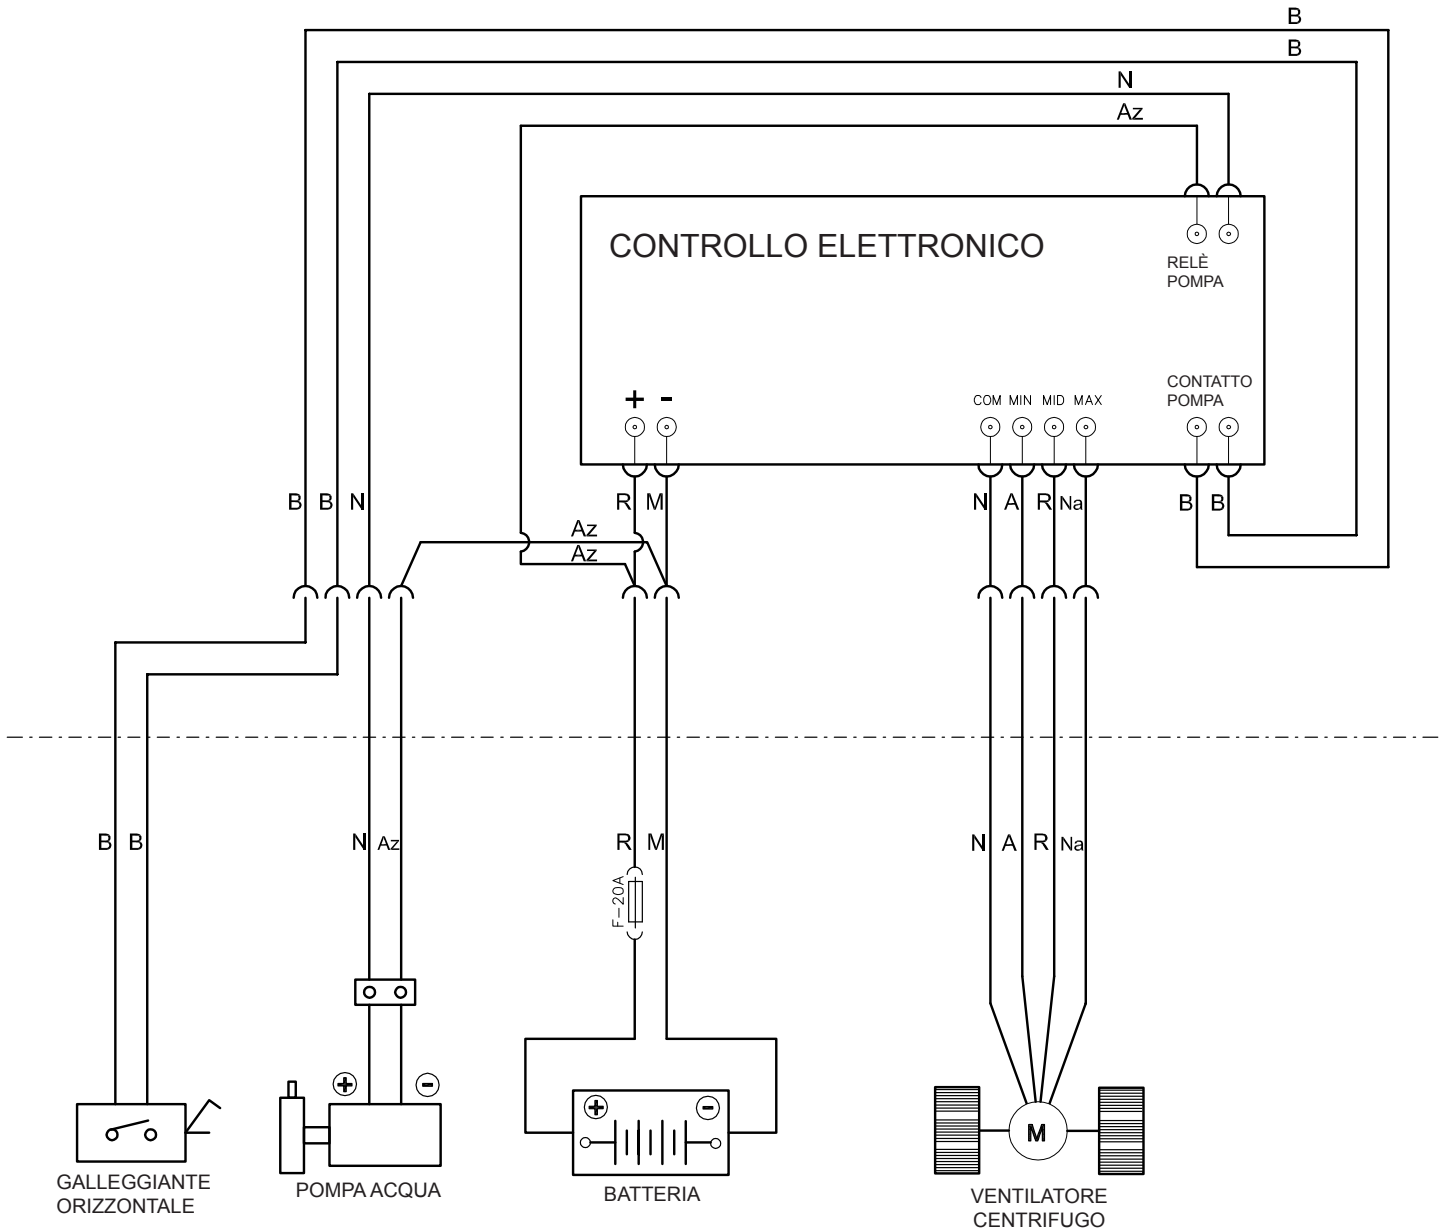 B
B
N
Az
CONTROLLO ELETTRONICO
RELÈ
POMPA
CONTATTO
POMPA
+ -
COM MIN MID MAX
B B N
R M
N A R Na
B B
Az
Az
B B
N Az
R M
N A R Na
F-20A
+ -
+ -
M
GALLEGGIANTE
ORIZZONTALE
POMPA ACQUA
BATTERIA
VENTILATORE
CENTRIFUGO